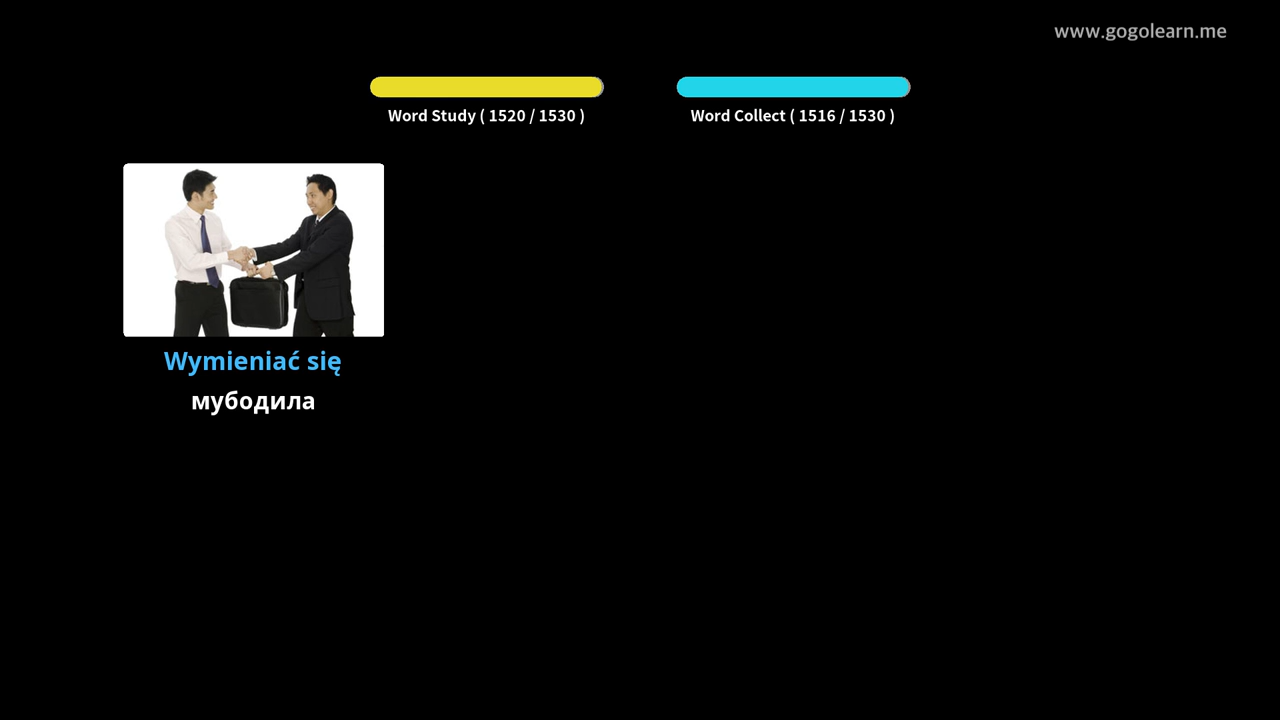 www.gogolearn.me
Word Study ( 1520 / 1530 )
Word Collect ( 1516 / 1530 )
Wymieniać się
мубодила